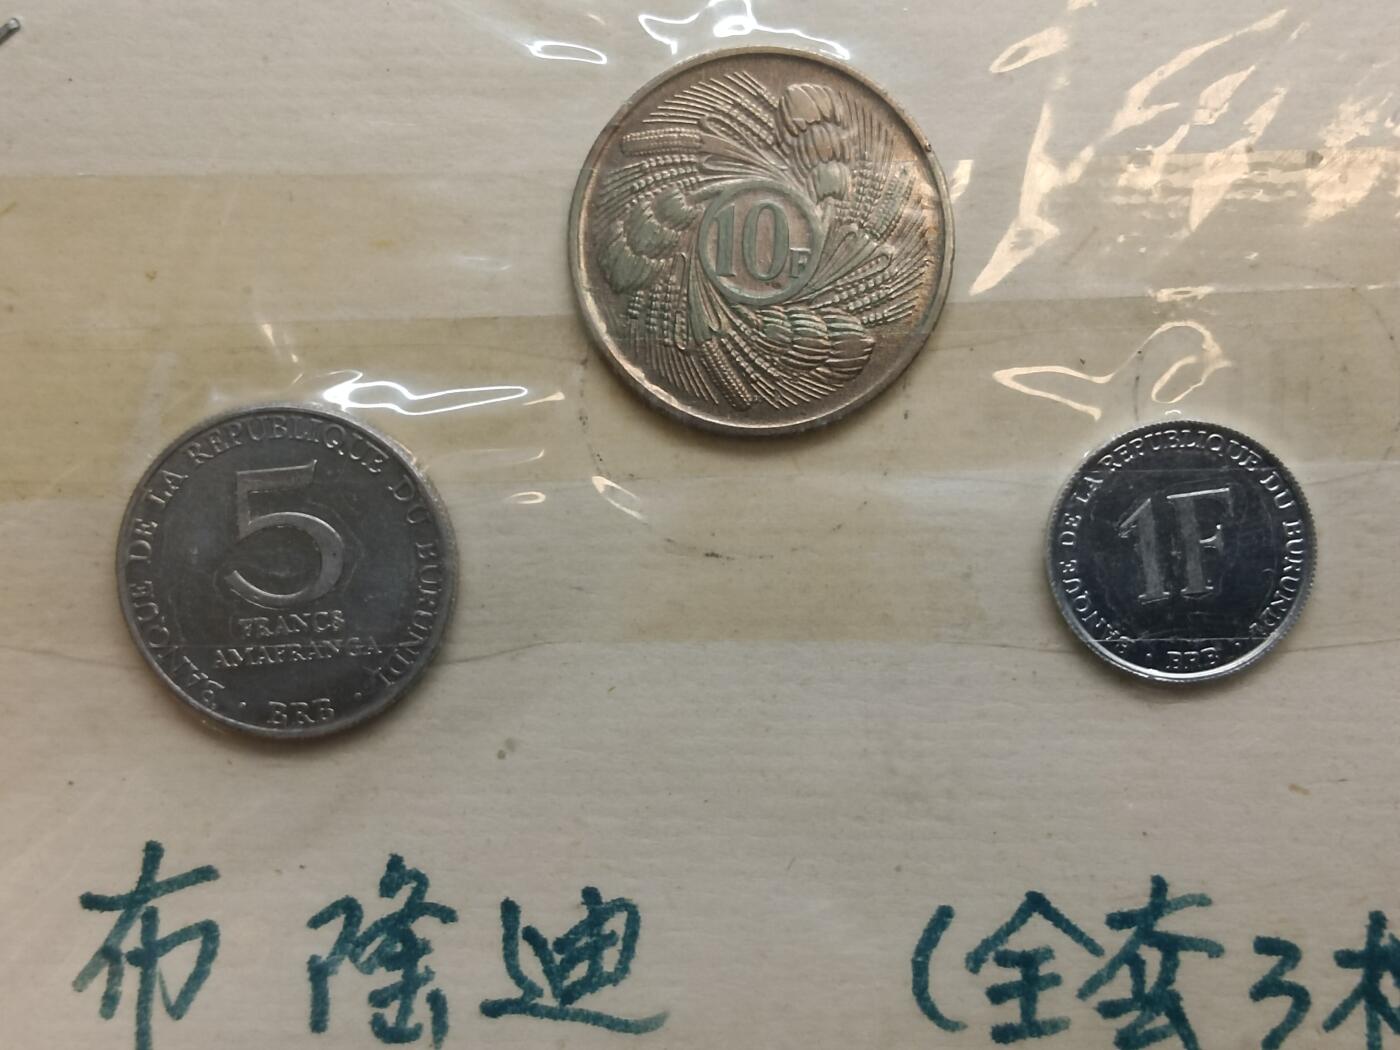 10F
BANQUE DE LA REPUBLIQUE DU BURUNDI
5
FRANCS
AMAFRANGA
· BRB ·
BANQUE DE LA REPUBLIQUE DU BURUNDI
1F
· BRB ·
布隆迪 (全套3枚